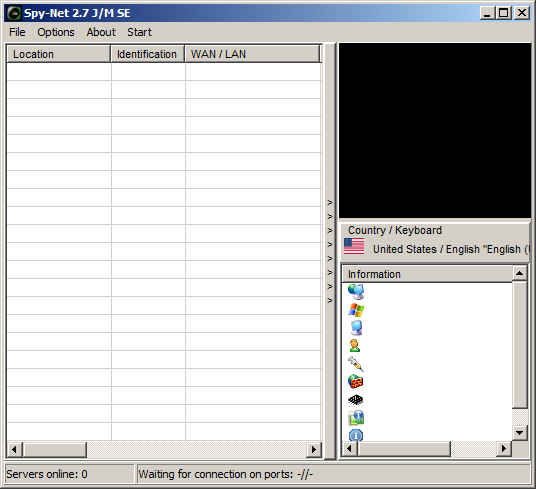 Spy-Net 2.7 J/M SE
File Options About Start
Location Identification WAN / LAN
> 
>
>
>
>
>
>
>
Country / Keyboard
United States / English "English (U
Information
Servers online: 0 Waiting for connection on ports: -//-